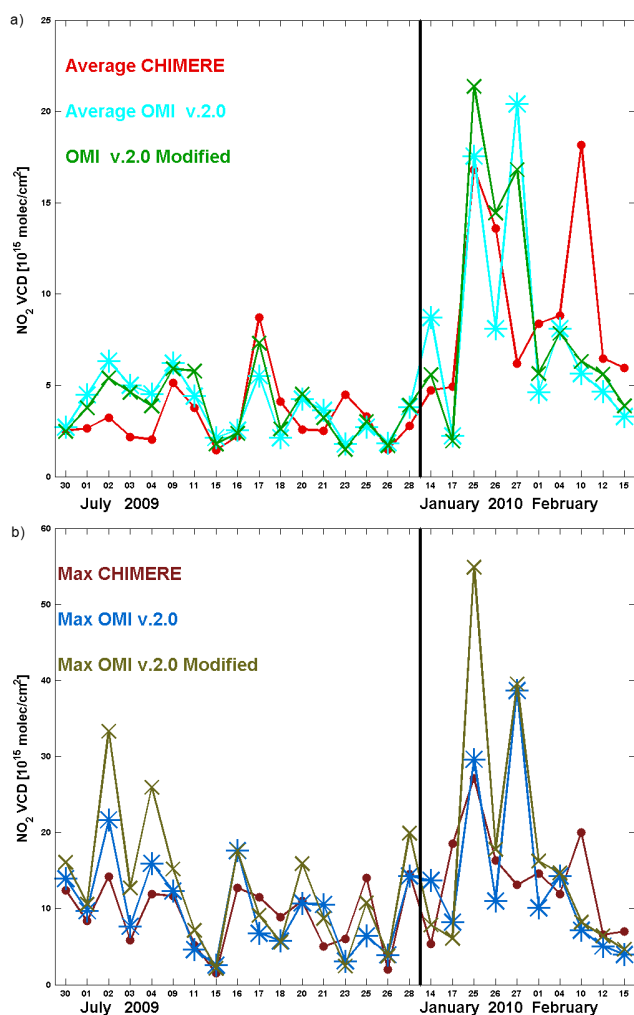 a)
25
20
15
10
5
0
NO2 VCD [10^15 molec/cm^2]
Average CHIMERE
Average OMI v.2.0
OMI v.2.0 Modified
30 01 02 03 04 09 11 15 16 17 18 20 21 23 25 26 28 14 17 25 26 27 01 04 10 12 15
July 2009 January 2010 February
b)
60
50
40
30
20
10
0
NO2 VCD [10^15 molec/cm^2]
Max CHIMERE
Max OMI v.2.0
Max OMI v.2.0 Modified
30 01 02 03 04 09 11 15 16 17 18 20 21 23 25 26 28 14 17 25 26 27 01 04 10 12 15
July 2009 January 2010 February